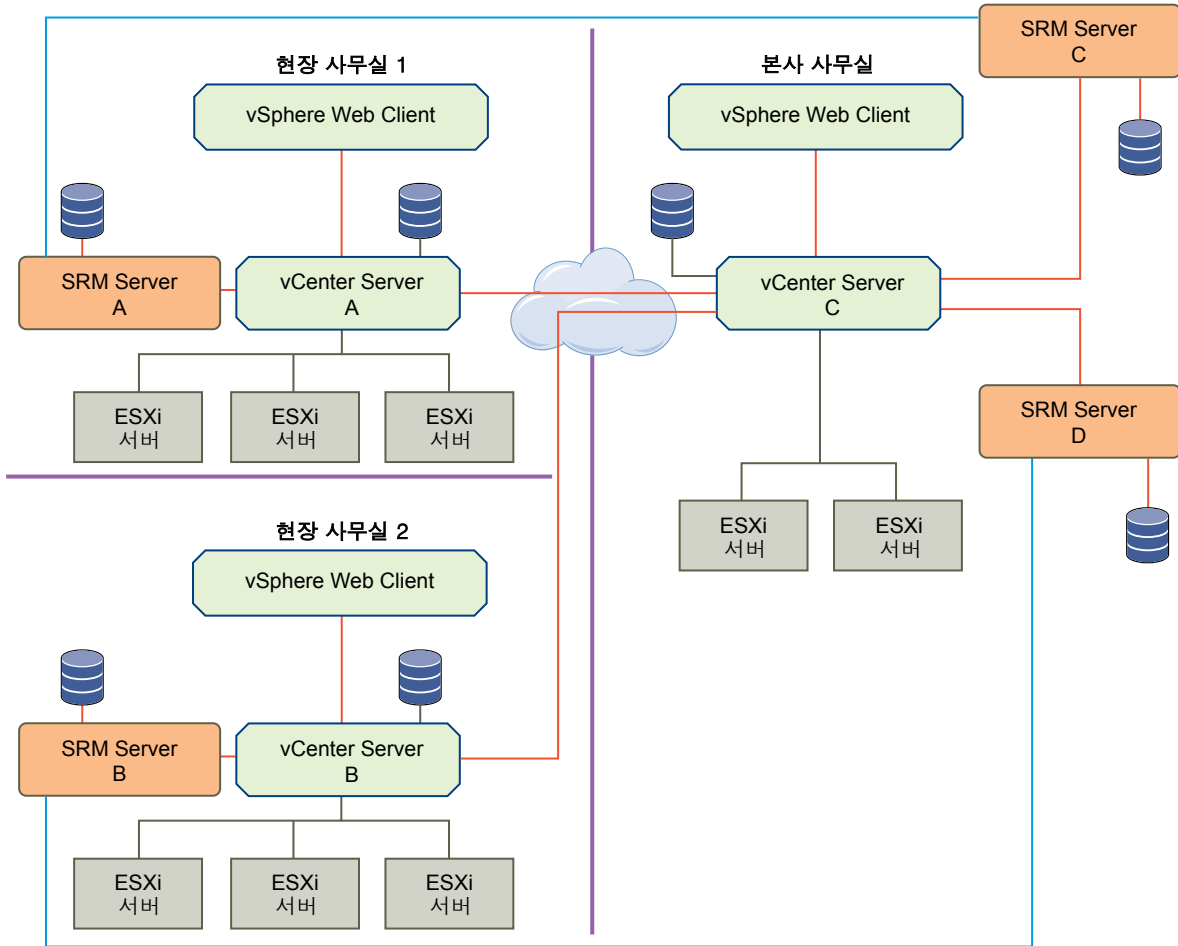 현장 사무실 1
vSphere Web Client
SRM Server
A
vCenter Server
A
ESXi
서버
ESXi
서버
ESXi
서버
현장 사무실 2
vSphere Web Client
SRM Server
B
vCenter Server
B
ESXi
서버
ESXi
서버
ESXi
서버
본사 사무실
vSphere Web Client
vCenter Server
C
ESXi
서버
ESXi
서버
SRM Server
C
SRM Server
D